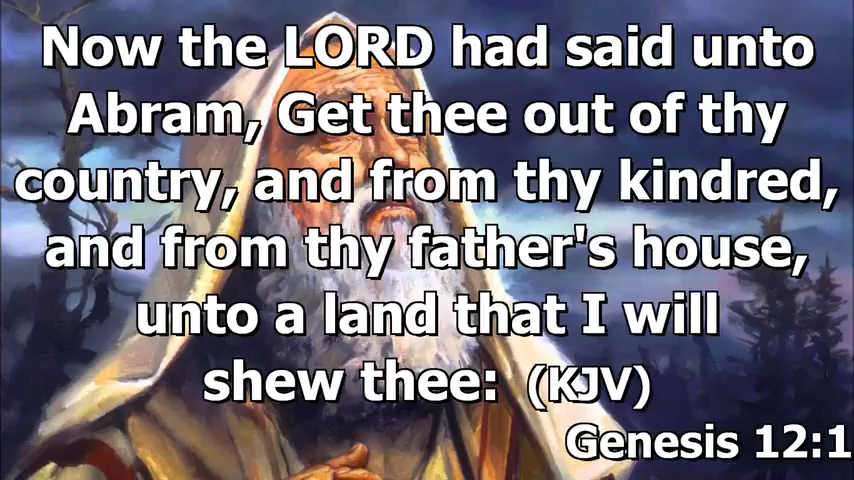 Now the LORD had said unto
Abram, Get thee out of thy
country, and from thy kindred,
and from thy father's house,
unto a land that I will
shew thee: (KJV)
Genesis 12:1